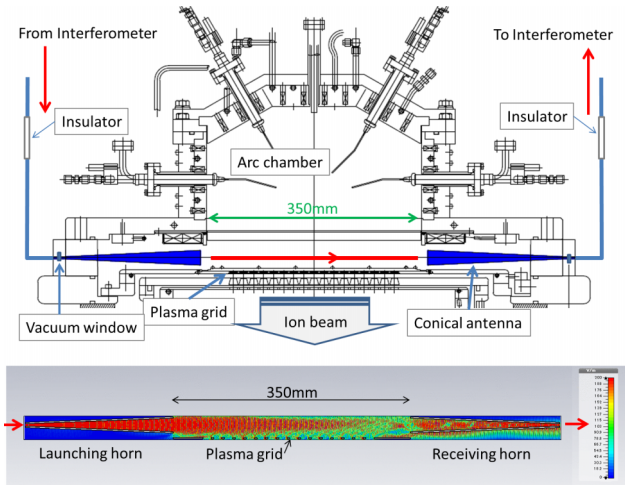 From Interferometer
To Interferometer
Insulator
Insulator
Arc chamber
350mm
Vacuum window
Plasma grid
Ion beam
Conical antenna
350mm
Launching horn
Plasma grid
Receiving horn